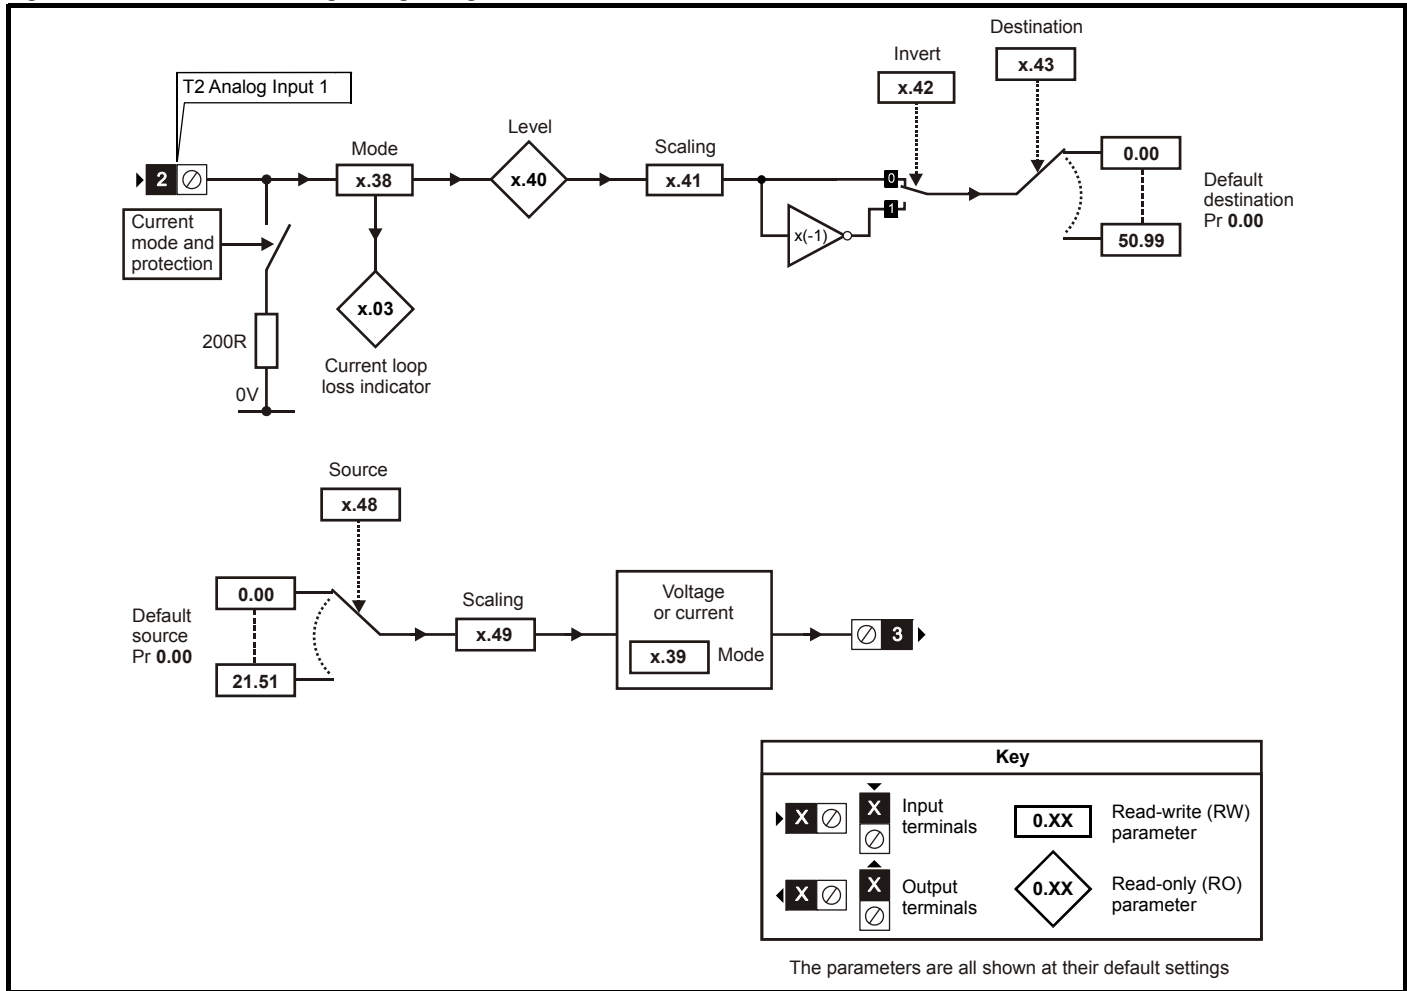 Destination
x.43
Invert
x.42
T2 Analog Input 1
Level
Mode
Scaling
2
x.38
x.40
x.41
0
1
x(-1)
0.00
50.99
Default
destination
Pr 0.00
Current
mode and
protection
x.03
200R
0V
Current loop
loss indicator
Source
x.48
Default
source
Pr 0.00
0.00
21.51
Scaling
x.49
Voltage
or current
x.39
Mode
3
Key
X
X
Input
terminals
0.XX
Read-write (RW)
parameter
X
X
Output
terminals
0.XX
Read-only (RO)
parameter
The parameters are all shown at their default settings